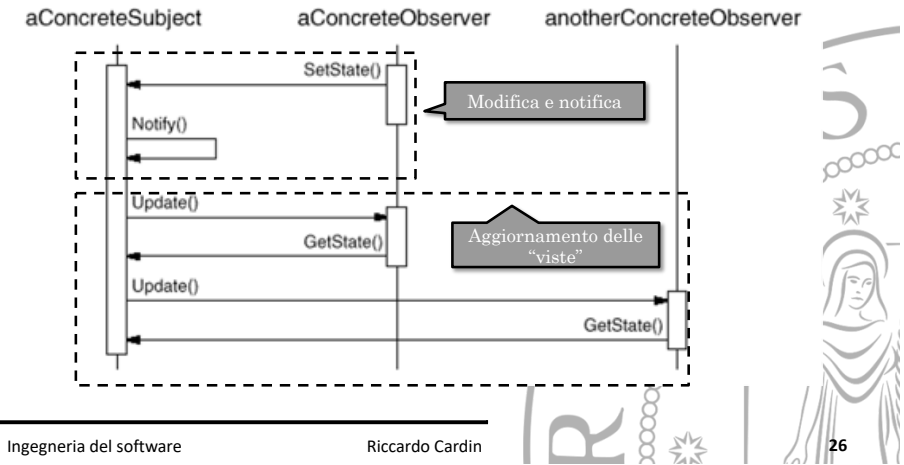 aConcreteSubject aConcreteObserver anotherConcreteObserver
SetState()
Modifica e notifica
Notify()
Update()
GetState()
Aggiornamento delle
“viste”
Update()
GetState()
Ingegneria del software Riccardo Cardin 26